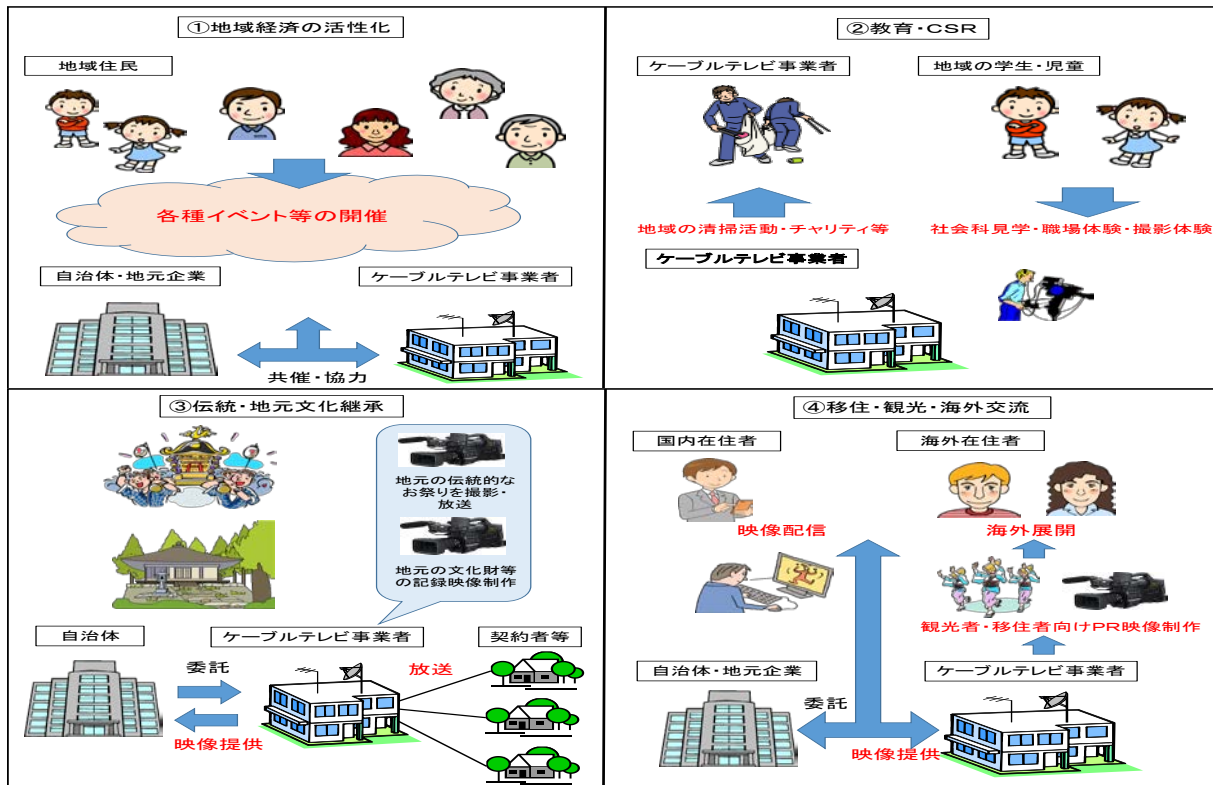 ①地域経済の活性化
地域住民
各種イベント等の開催
自治体・地元企業
ケーブルテレビ事業者
共催・協力
②教育・CSR
ケーブルテレビ事業者
地域の学生・児童
地域の清掃活動・チャリティ等
社会科見学・職場体験・撮影体験
ケーブルテレビ事業者
③伝統・地元文化継承
地元の伝統的な
お祭りを撮影・
放送
地元の文化財等
の記録映像制作
自治体
ケーブルテレビ事業者
契約者等
委託
放送
映像提供
④移住・観光・海外交流
国内在住者
海外在住者
映像配信
海外展開
観光者・移住者向けPR映像制作
自治体・地元企業
ケーブルテレビ事業者
委託
映像提供